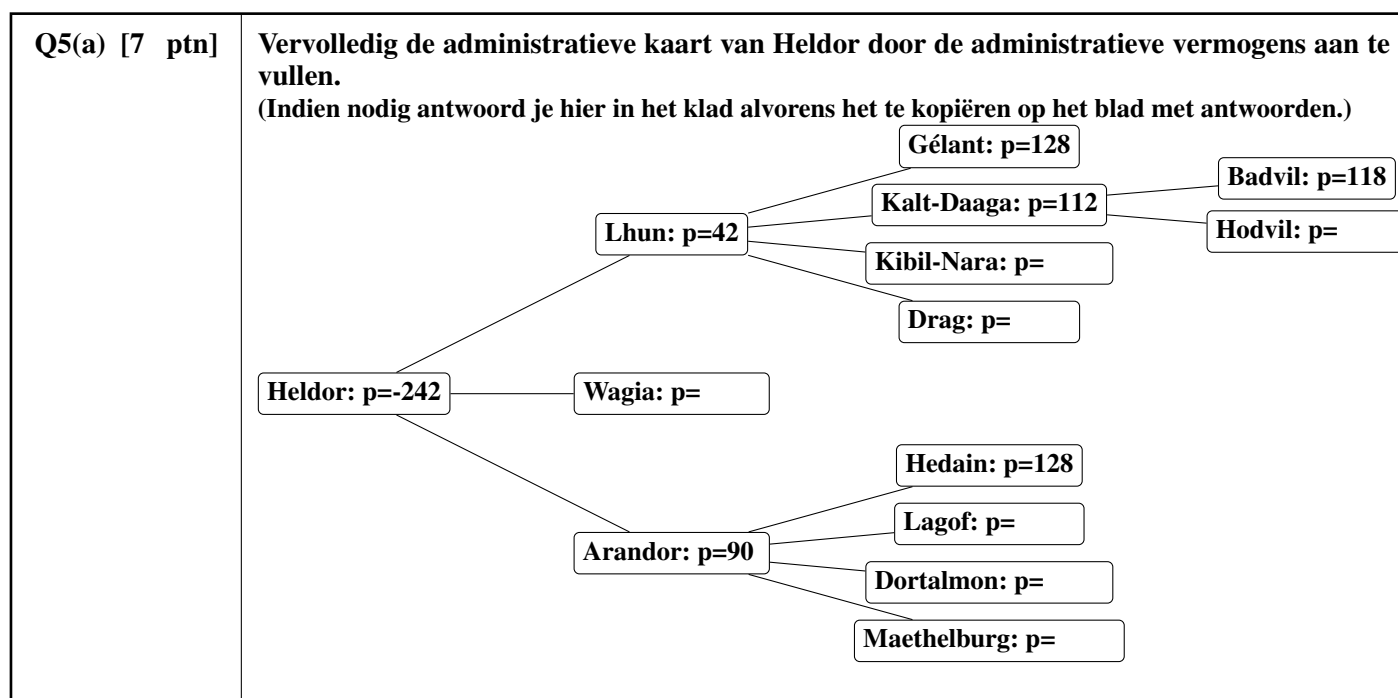 Q5(a) [7 ptn]
Vervolledig de administratieve kaart van Heldor door de administratieve vermogens aan te
vullen.
(Indien nodig antwoord je hier in het klad alvorens het te kopiëren op het blad met antwoorden.)
Gélant: p=128
Badvil: p=118
Kalt-Daaga: p=112
Hodvil: p=
Lhun: p=42
Kibil-Nara: p=
Drag: p=
Heldor: p=-242
Wagia: p=
Hedain: p=128
Lagof: p=
Arandor: p=90
Dortalmon: p=
Maethelburg: p=